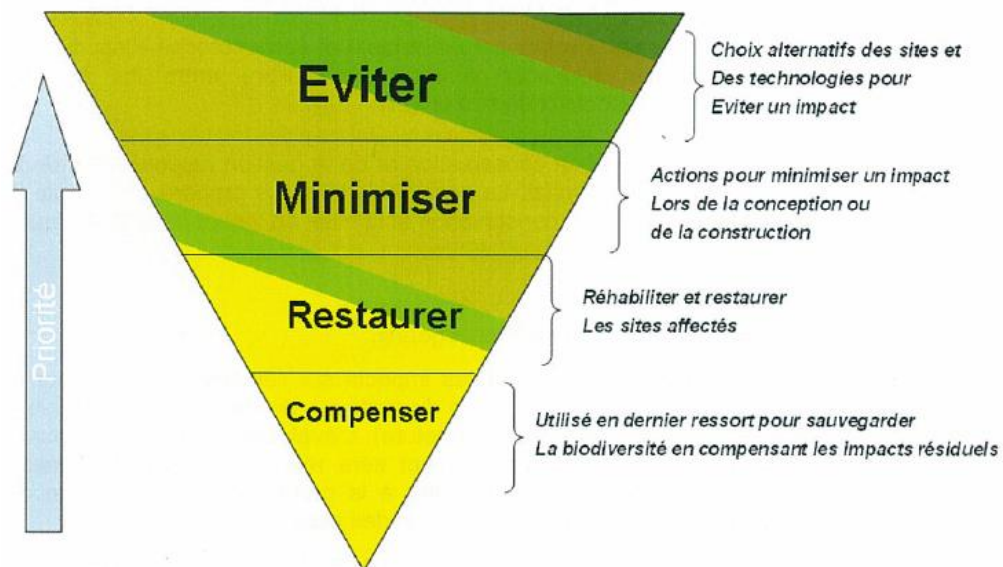 Eviter
Choix alternatifs des sites et
Des technologies pour
Eviter un impact
Minimiser
Actions pour minimiser un impact
Lors de la conception ou
de la construction
Restaurer
Réhabiliter et restaurer
Les sites affectés
Compenser
Utilisé en dernier ressort pour sauvegarder
La biodiversité en compensant les impacts résiduels
Priorité